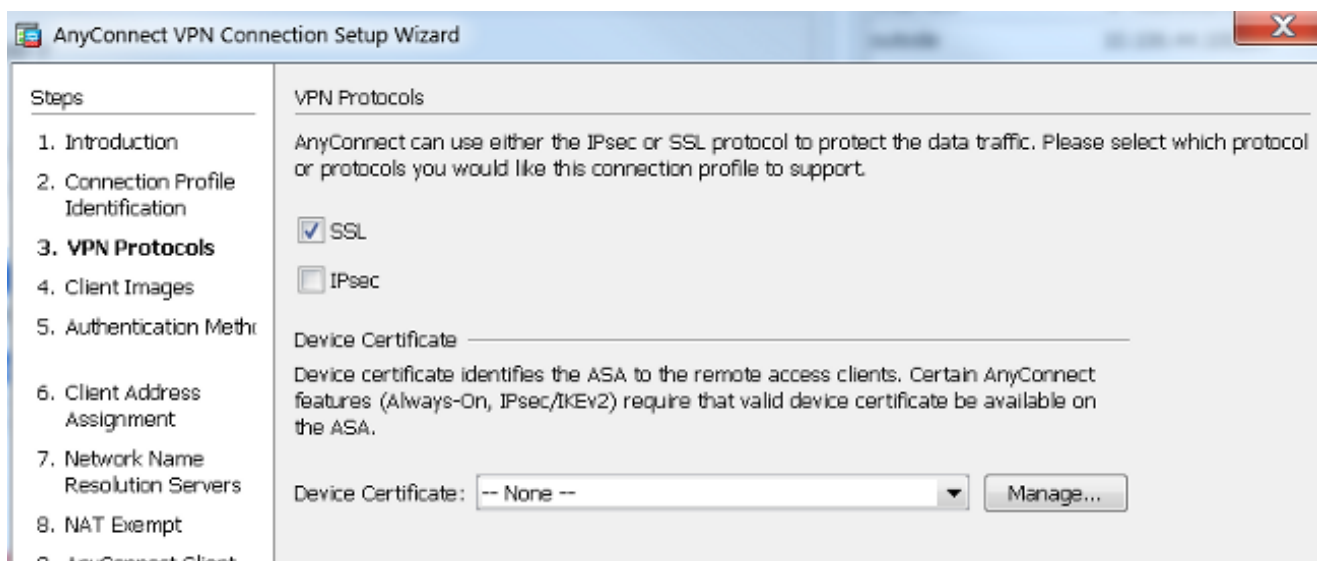 AnyConnect VPN Connection Setup Wizard
Steps
1. Introduction
2. Connection Profile
Identification
3. VPN Protocols
4. Client Images
5. Authentication Meth
6. Client Address
Assignment
7. Network Name
Resolution Servers
8. NAT Exempt
AnyConnect Client
VPN Protocols
AnyConnect can use either the IPsec or SSL protocol to protect the data traffic. Please select which protocol
or protocols you would like this connection profile to support.
SSL
IPsec
Device Certificate
Device certificate identifies the ASA to the remote access clients. Certain AnyConnect
features (Always-On, IPsec/IKEv2) require that valid device certificate be available on
the ASA.
Device Certificate: -- None --
Manage...